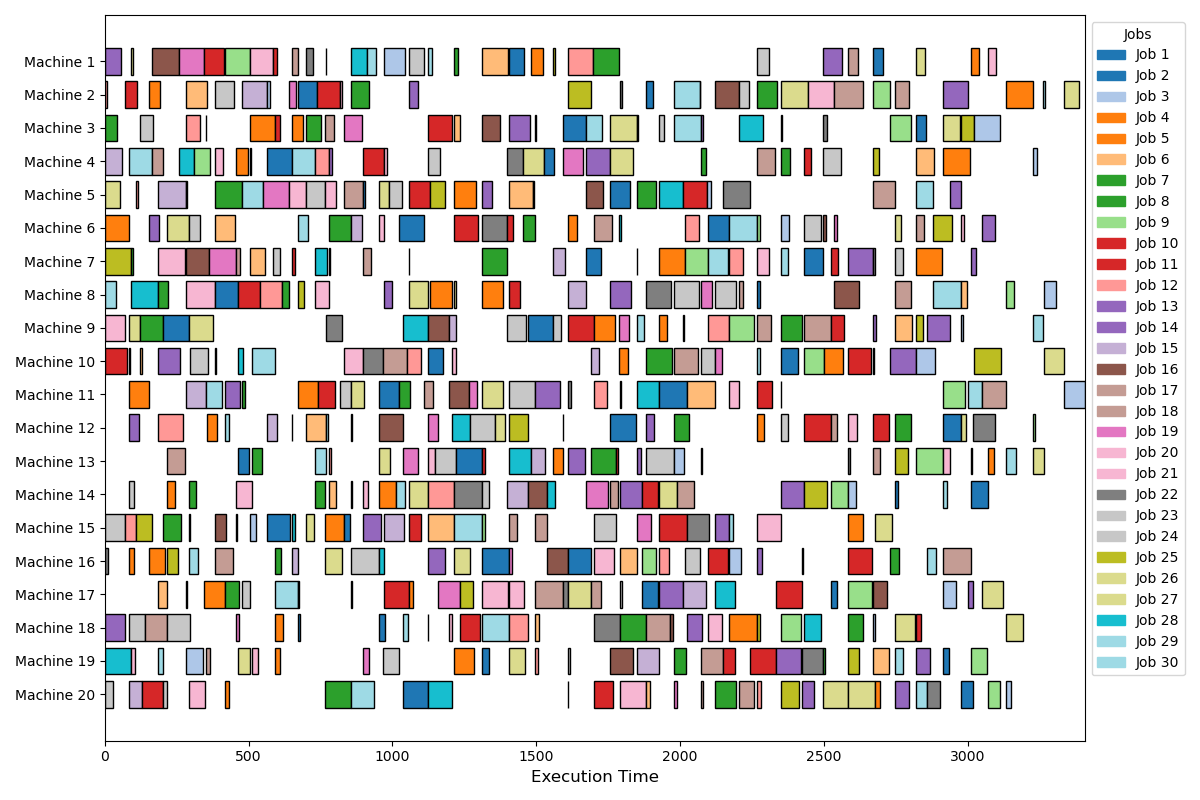 Machine 1
Machine 2
Machine 3
Machine 4
Machine 5
Machine 6
Machine 7
Machine 8
Machine 9
Machine 10
Machine 11
Machine 12
Machine 13
Machine 14
Machine 15
Machine 16
Machine 17
Machine 18
Machine 19
Machine 20
0
500
1000
1500
2000
2500
3000
Execution Time
Jobs
Job 1
Job 2
Job 3
Job 4
Job 5
Job 6
Job 7
Job 8
Job 9
Job 10
Job 11
Job 12
Job 13
Job 14
Job 15
Job 16
Job 17
Job 18
Job 19
Job 20
Job 21
Job 22
Job 23
Job 24
Job 25
Job 26
Job 27
Job 28
Job 29
Job 30